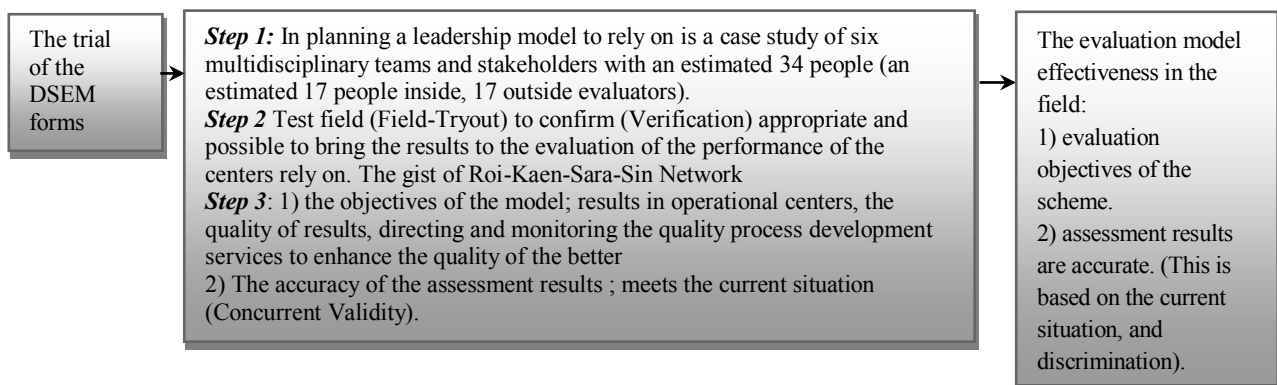 The trial
of the
DSEM
forms
Step 1: In planning a leadership model to rely on is a case study of six
multidisciplinary teams and stakeholders with an estimated 34 people (an
estimated 17 people inside, 17 outside evaluators).
Step 2 Test field (Field-Tryout) to confirm (Verification) appropriate and
possible to bring the results to the evaluation of the performance of the
centers rely on. The gist of Roi-Kaen-Sara-Sin Network
Step 3: 1) the objectives of the model; results in operational centers, the
quality of results, directing and monitoring the quality process development
services to enhance the quality of the better
2) The accuracy of the assessment results ; meets the current situation
(Concurrent Validity).
The evaluation model
effectiveness in the
field:
1) evaluation
objectives of the
scheme.
2) assessment results
are accurate. (This is
based on the current
situation, and
discrimination).